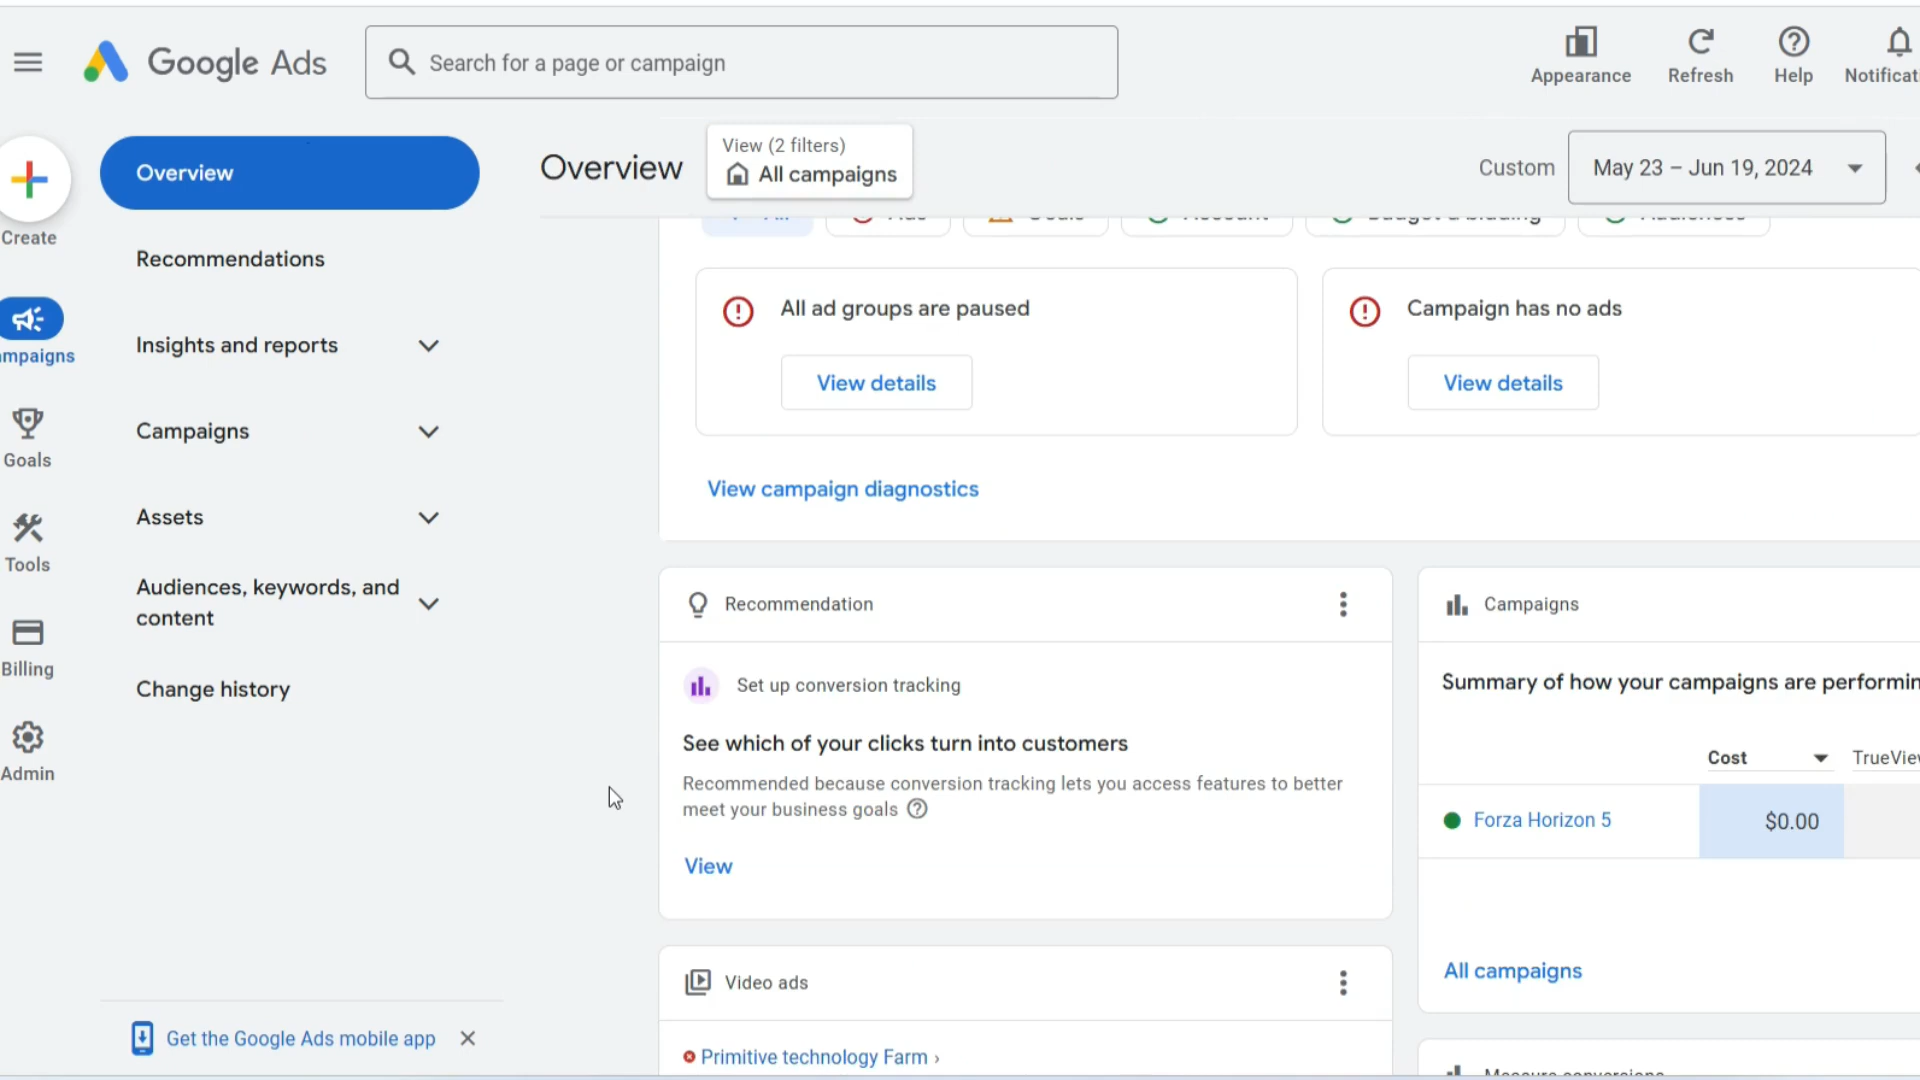 Google Ads
Search for a page or campaign
Appearance
Refresh
Help
Notificati
Create
Overview
Overview
View (2 filters)
All campaigns
Custom
May 23 – Jun 19, 2024
Recommendations
ampaigns
Insights and reports
Campaigns
Goals
Assets
Tools
Audiences, keywords, and
content
Billing
Change history
Admin
All ad groups are paused
View details
Campaign has no ads
View details
View campaign diagnostics
Recommendation
Set up conversion tracking
See which of your clicks turn into customers
Recommended because conversion tracking lets you access features to better
meet your business goals
View
Campaigns
Summary of how your campaigns are performin
Cost
TrueView
Forza Horizon 5
$0.00
All campaigns
Video ads
Primitive technology Farm ›
Get the Google Ads mobile app